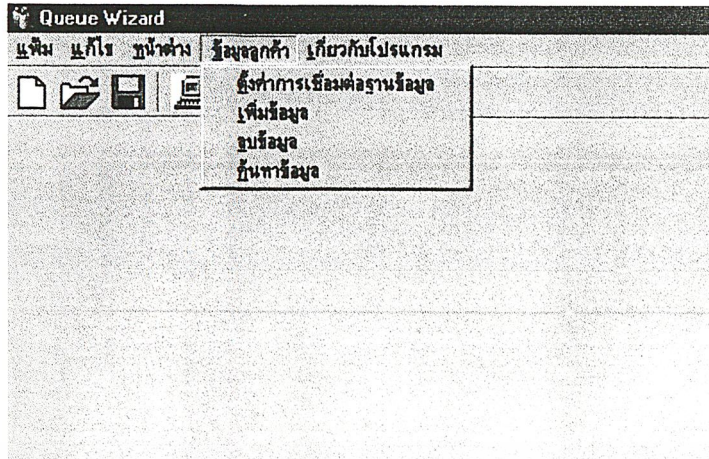 Queue Wizard
แฟ้ม แก้ไข หน้าต่าง ข้อมูลลูกค้า เกี่ยวกับโปรแกรม
ตั้งค่าการเชื่อมต่อฐานข้อมูล
เพิ่มข้อมูล
ลบข้อมูล
ค้นหาข้อมูล